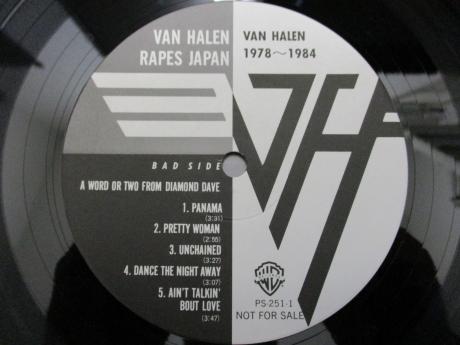 VAN HALEN
RAPES JAPAN
VAN HALEN
1978～1984
BAD SIDE
A WORD OR TWO FROM DIAMOND DAVE
1. PANAMA
(3:31)
2. PRETTY WOMAN
(2:55)
3. UNCHAINED
(3:27)
4. DANCE THE NIGHT AWAY
(3:07)
5. AIN'T TALKIN'
BOUT LOVE
(3:47)
VH
PS-251-1
NOT FOR SALE